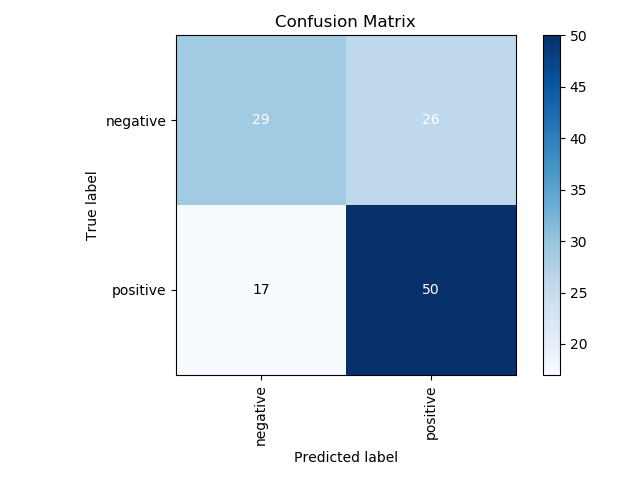 Confusion Matrix
True label
negative
positive
29 26
17 50
negative
positive
Predicted label
50
45
40
35
30
25
20